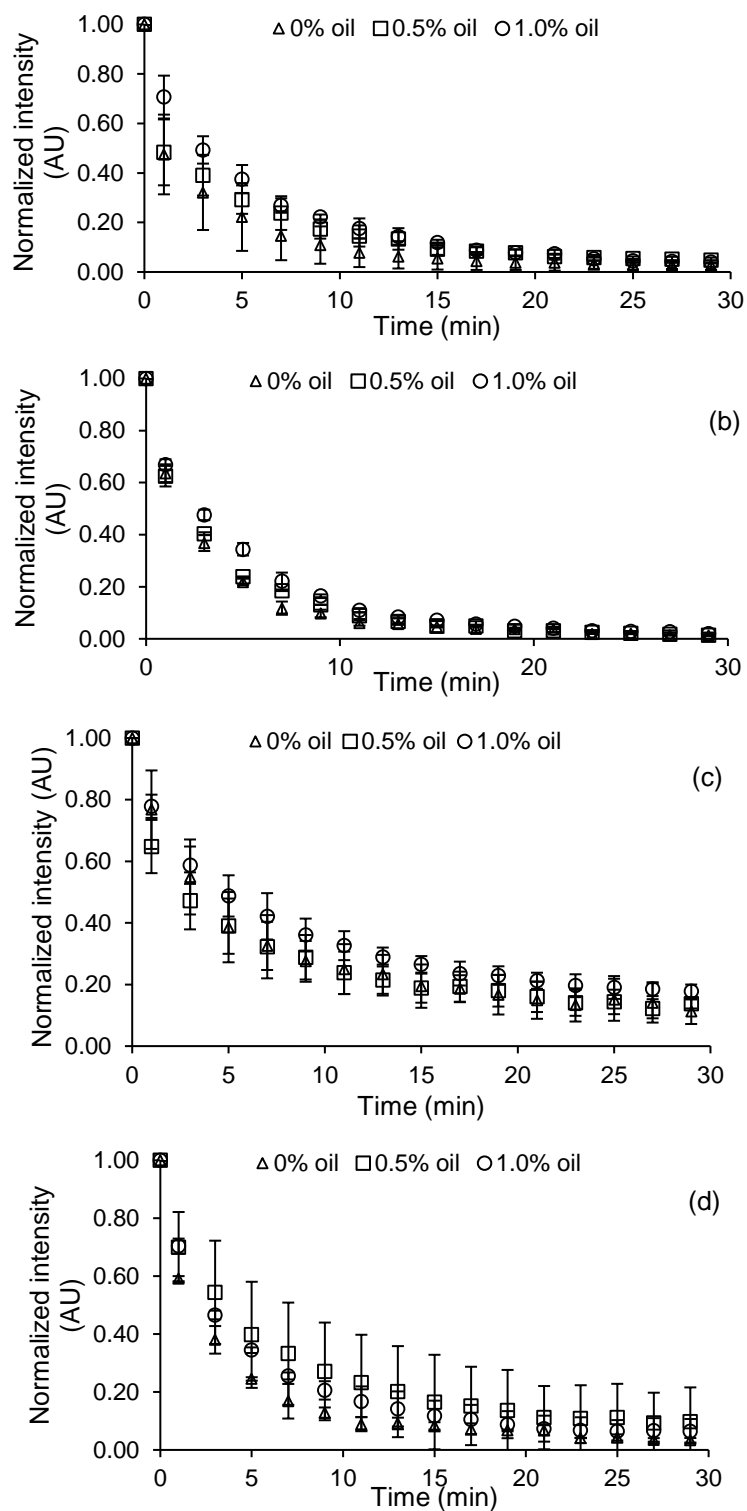 △ 0% oil □ 0.5% oil ○ 1.0% oil
1.00
0.80
0.60
0.40
0.20
0.00
Normalized intensity
(AU)
0 5 10 15 20 25 30
Time (min)
△ 0% oil □ 0.5% oil ○ 1.0% oil
(b)
1.00
0.80
0.60
0.40
0.20
0.00
Normalized intensity
(AU)
0 10 20 30
Time (min)
△ 0% oil □ 0.5% oil ○ 1.0% oil
(c)
1.00
0.80
0.60
0.40
0.20
0.00
Normalized intensity (AU)
0 5 10 15 20 25 30
Time (min)
△ 0% oil □ 0.5% oil ○ 1.0% oil
(d)
1.00
0.80
0.60
0.40
0.20
0.00
Normalized intensity
(AU)
0 5 10 15 20 25 30
Time (min)